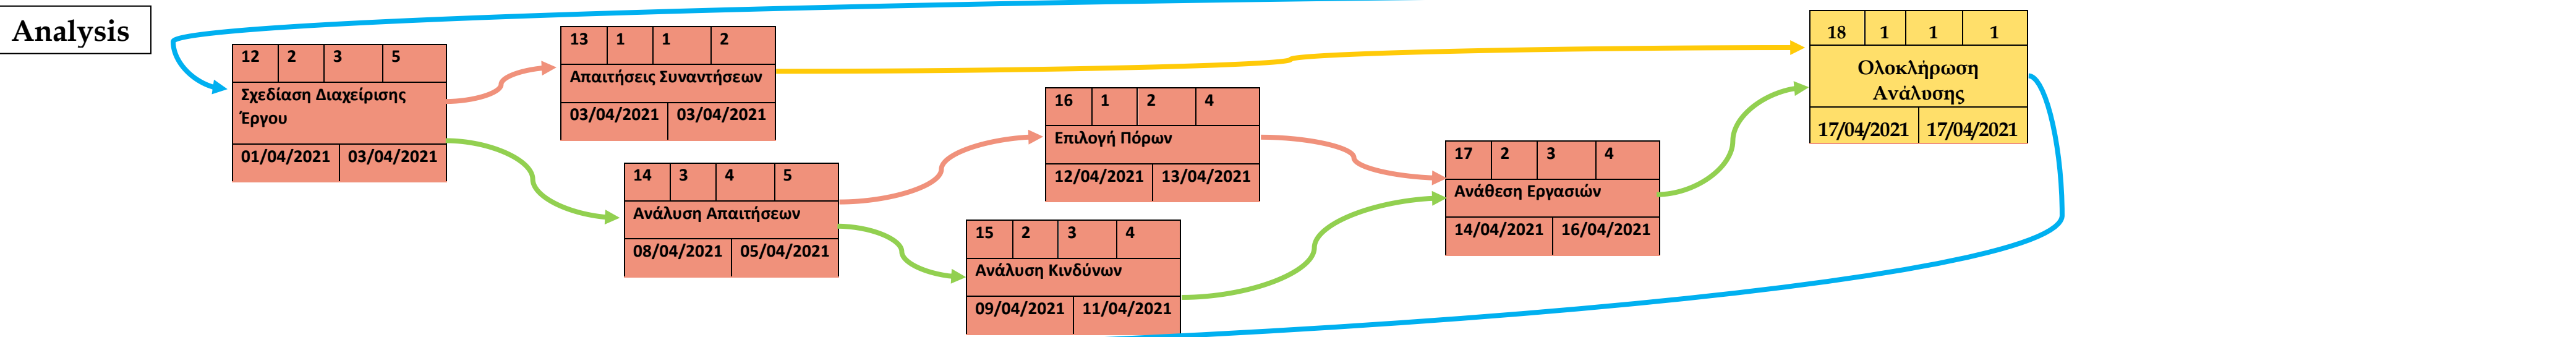 Analysis
12 2 3 5
Σχεδίαση Διαχείρισης
Έργου
01/04/2021 03/04/2021
13 1 1 2
Απαιτήσεις Συναντήσεων
03/04/2021 03/04/2021
14 3 4 5
Ανάλυση Απαιτήσεων
08/04/2021 05/04/2021
16 1 2 4
Επιλογή Πόρων
12/04/2021 13/04/2021
15 2 3 4
Ανάλυση Κινδύνων
09/04/2021 11/04/2021
17 2 3 4
Ανάθεση Εργασιών
14/04/2021 16/04/2021
18 1 1 1
Ολοκλήρωση
Ανάλυσης
17/04/2021 17/04/2021